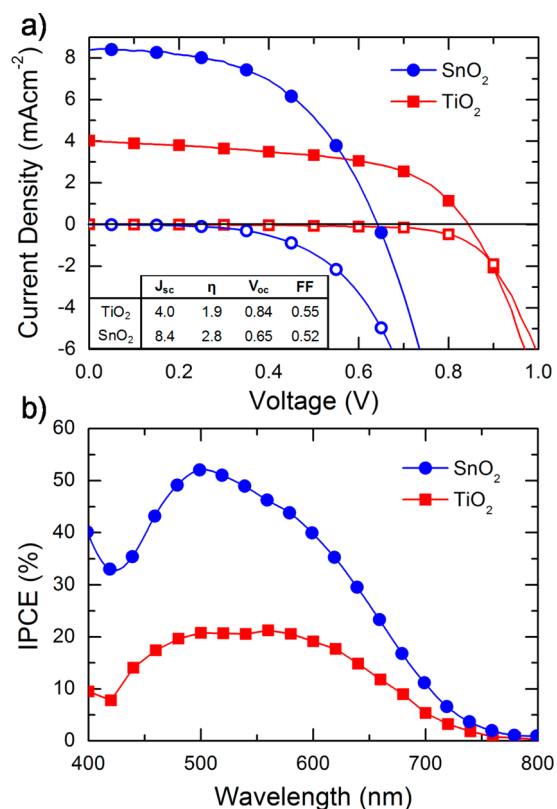 a)
8
6
4
2
0
-2
-4
-6
Current Density (mAcm-2)
SnO2
TiO2
Jsc η Voc FF
TiO2 4.0 1.9 0.84 0.55
SnO2 8.4 2.8 0.65 0.52
0.0 0.2 0.4 0.6 0.8 1.0
Voltage (V)
b)
60
50
40
30
20
10
0
IPCE (%)
SnO2
TiO2
400 500 600 700 800
Wavelength (nm)